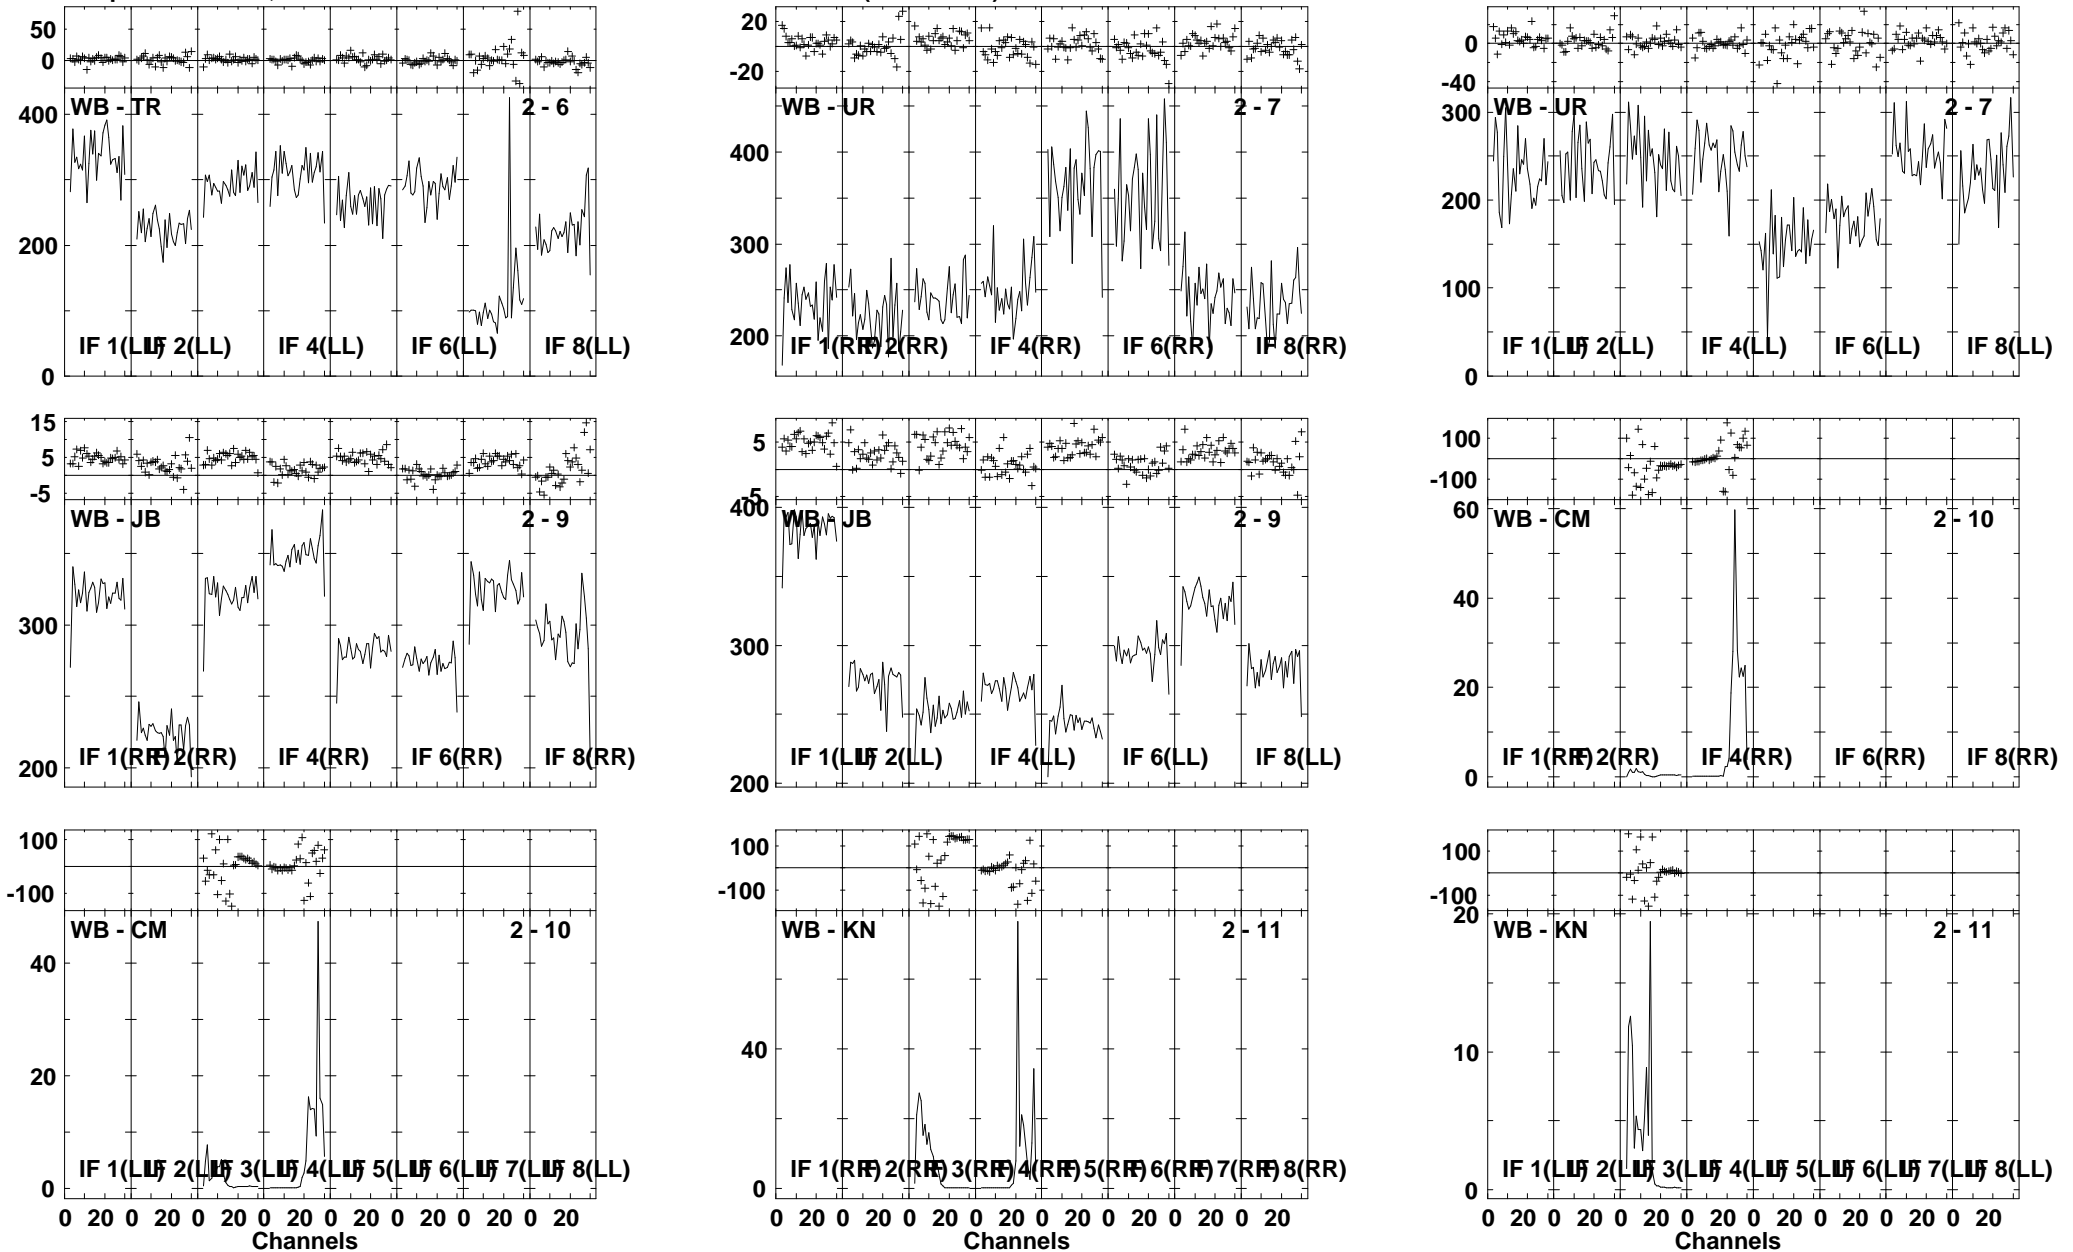 50
0
20
-20
0
-40
WB - TR 2 - 6
400
200
0
IF 1(LL) IF 2(LL) IF 4(LL) IF 6(LL) IF 8(LL)
WB - UR 2 - 7
400
300
200
IF 1(RR) IF 2(RR) IF 4(RR) IF 6(RR) IF 8(RR)
WB - UR 2 - 7
300
200
100
0
IF 1(LL) IF 2(LL) IF 4(LL) IF 6(LL) IF 8(LL)
15
5
-5
WB - JB 2 - 9
300
200
IF 1(RR) IF 2(RR) IF 4(RR) IF 6(RR) IF 8(RR)
5
-5
WB - JB 2 - 9
400
300
200
IF 1(LL) IF 2(LL) IF 4(LL) IF 6(LL) IF 8(LL)
100
-100
WB - CM 2 - 10
60
40
20
0
IF 1(RR) IF 2(RR) IF 4(RR) IF 6(RR) IF 8(RR)
100
-100
WB - CM 2 - 10
40
20
0
IF 1(LL) IF 2(LL) IF 3(LL) IF 4(LL) IF 5(LL) IF 6(LL) IF 7(LL) IF 8(LL)
0 20 0 20 0 20 0 20 0 20 0 20 0 20 0 20
Channels
100
-100
WB - KN 2 - 11
40
0
IF 1(RR) IF 2(RR) IF 3(RR) IF 4(RR) IF 5(RR) IF 6(RR) IF 7(RR) IF 8(RR)
0 20 0 20 0 20 0 20 0 20 0 20 0 20 0 20
Channels
100
-100
WB - KN 2 - 11
20
10
0
IF 1(LL) IF 2(LL) IF 3(LL) IF 4(LL) IF 5(LL) IF 6(LL) IF 7(LL) IF 8(LL)
0 20 0 20 0 20 0 20 0 20 0 20 0 20 0 20
Channels